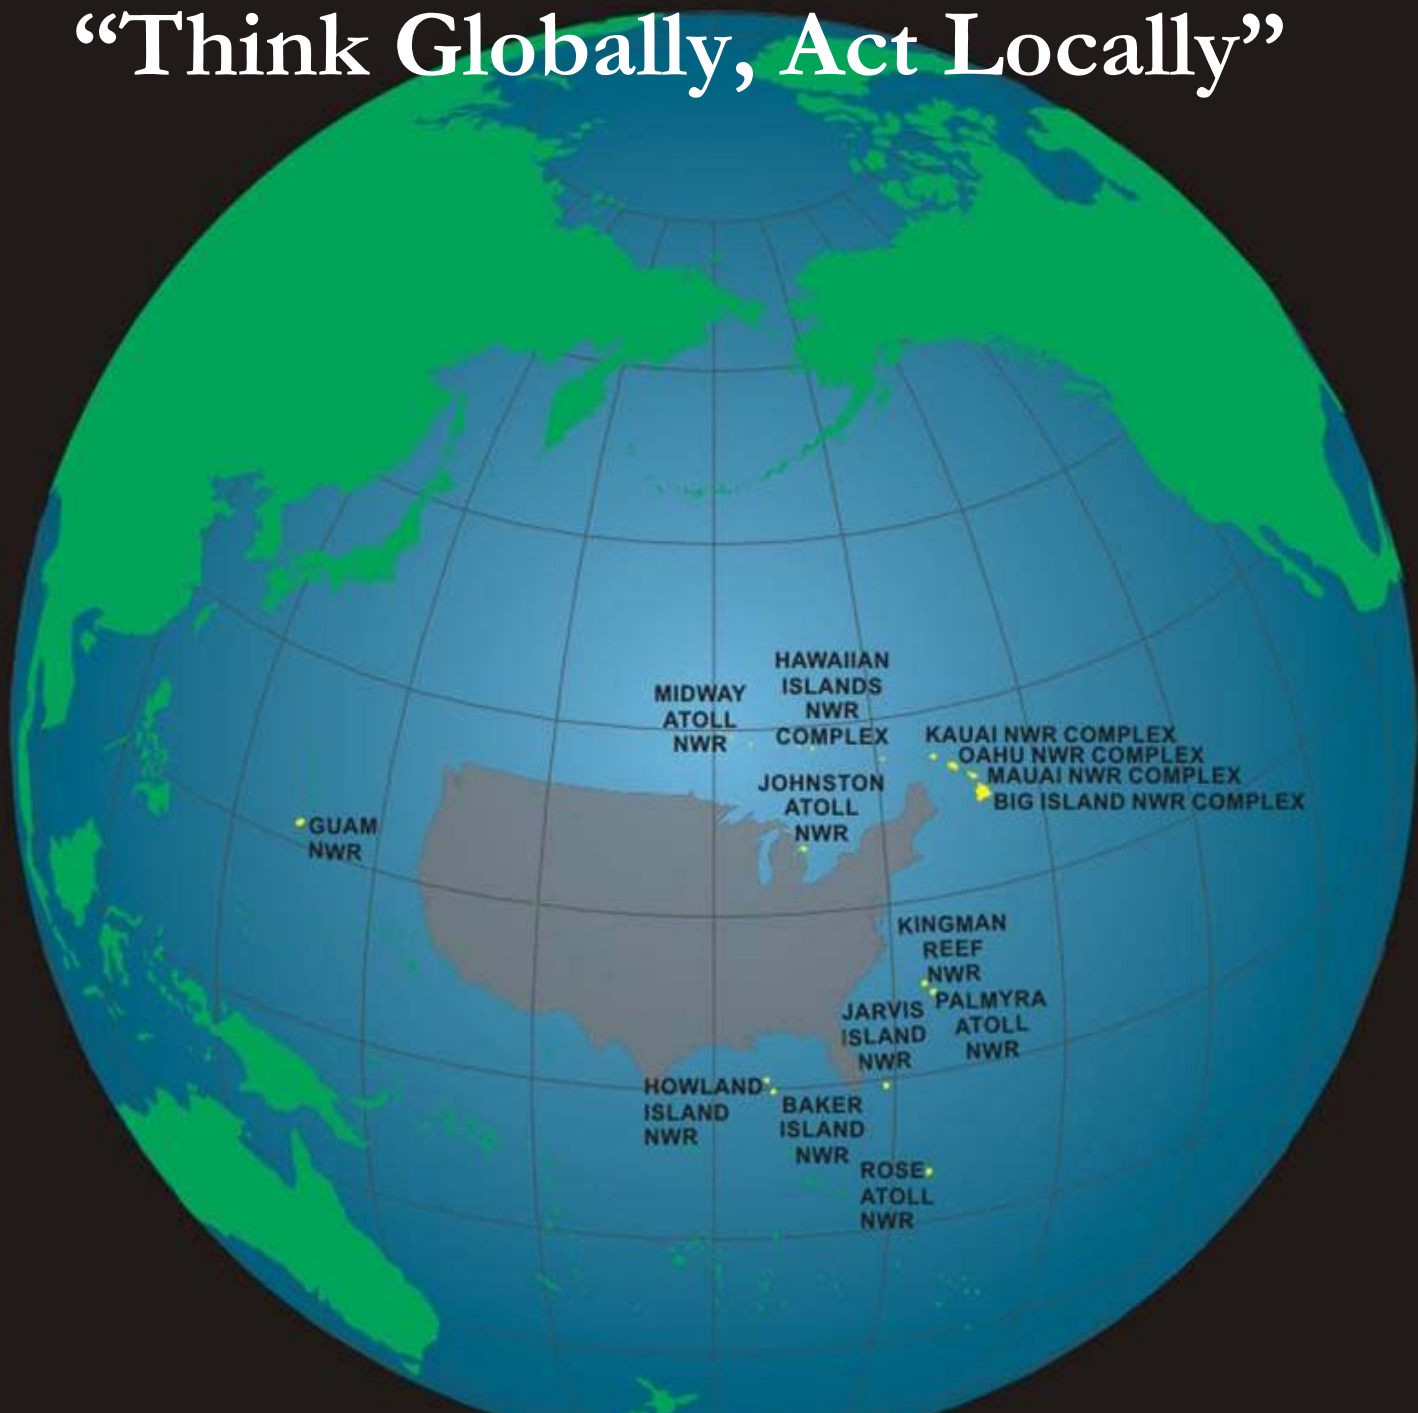 “Think Globally, Act Locally”
HAWAIIAN
ISLANDS
NWR
COMPLEX
MIDWAY
ATOLL
NWR
KAUAI NWR COMPLEX
OAHU NWR COMPLEX
MAUAI NWR COMPLEX
BIG ISLAND NWR COMPLEX
JOHNSTON
ATOLL
NWR
GUAM
NWR
KINGMAN
REEF
NWR
PALMYRA
ATOLL
NWR
JARVIS
ISLAND
NWR
HOWLAND
ISLAND
NWR
BAKER
ISLAND
NWR
ROSE
ATOLL
NWR